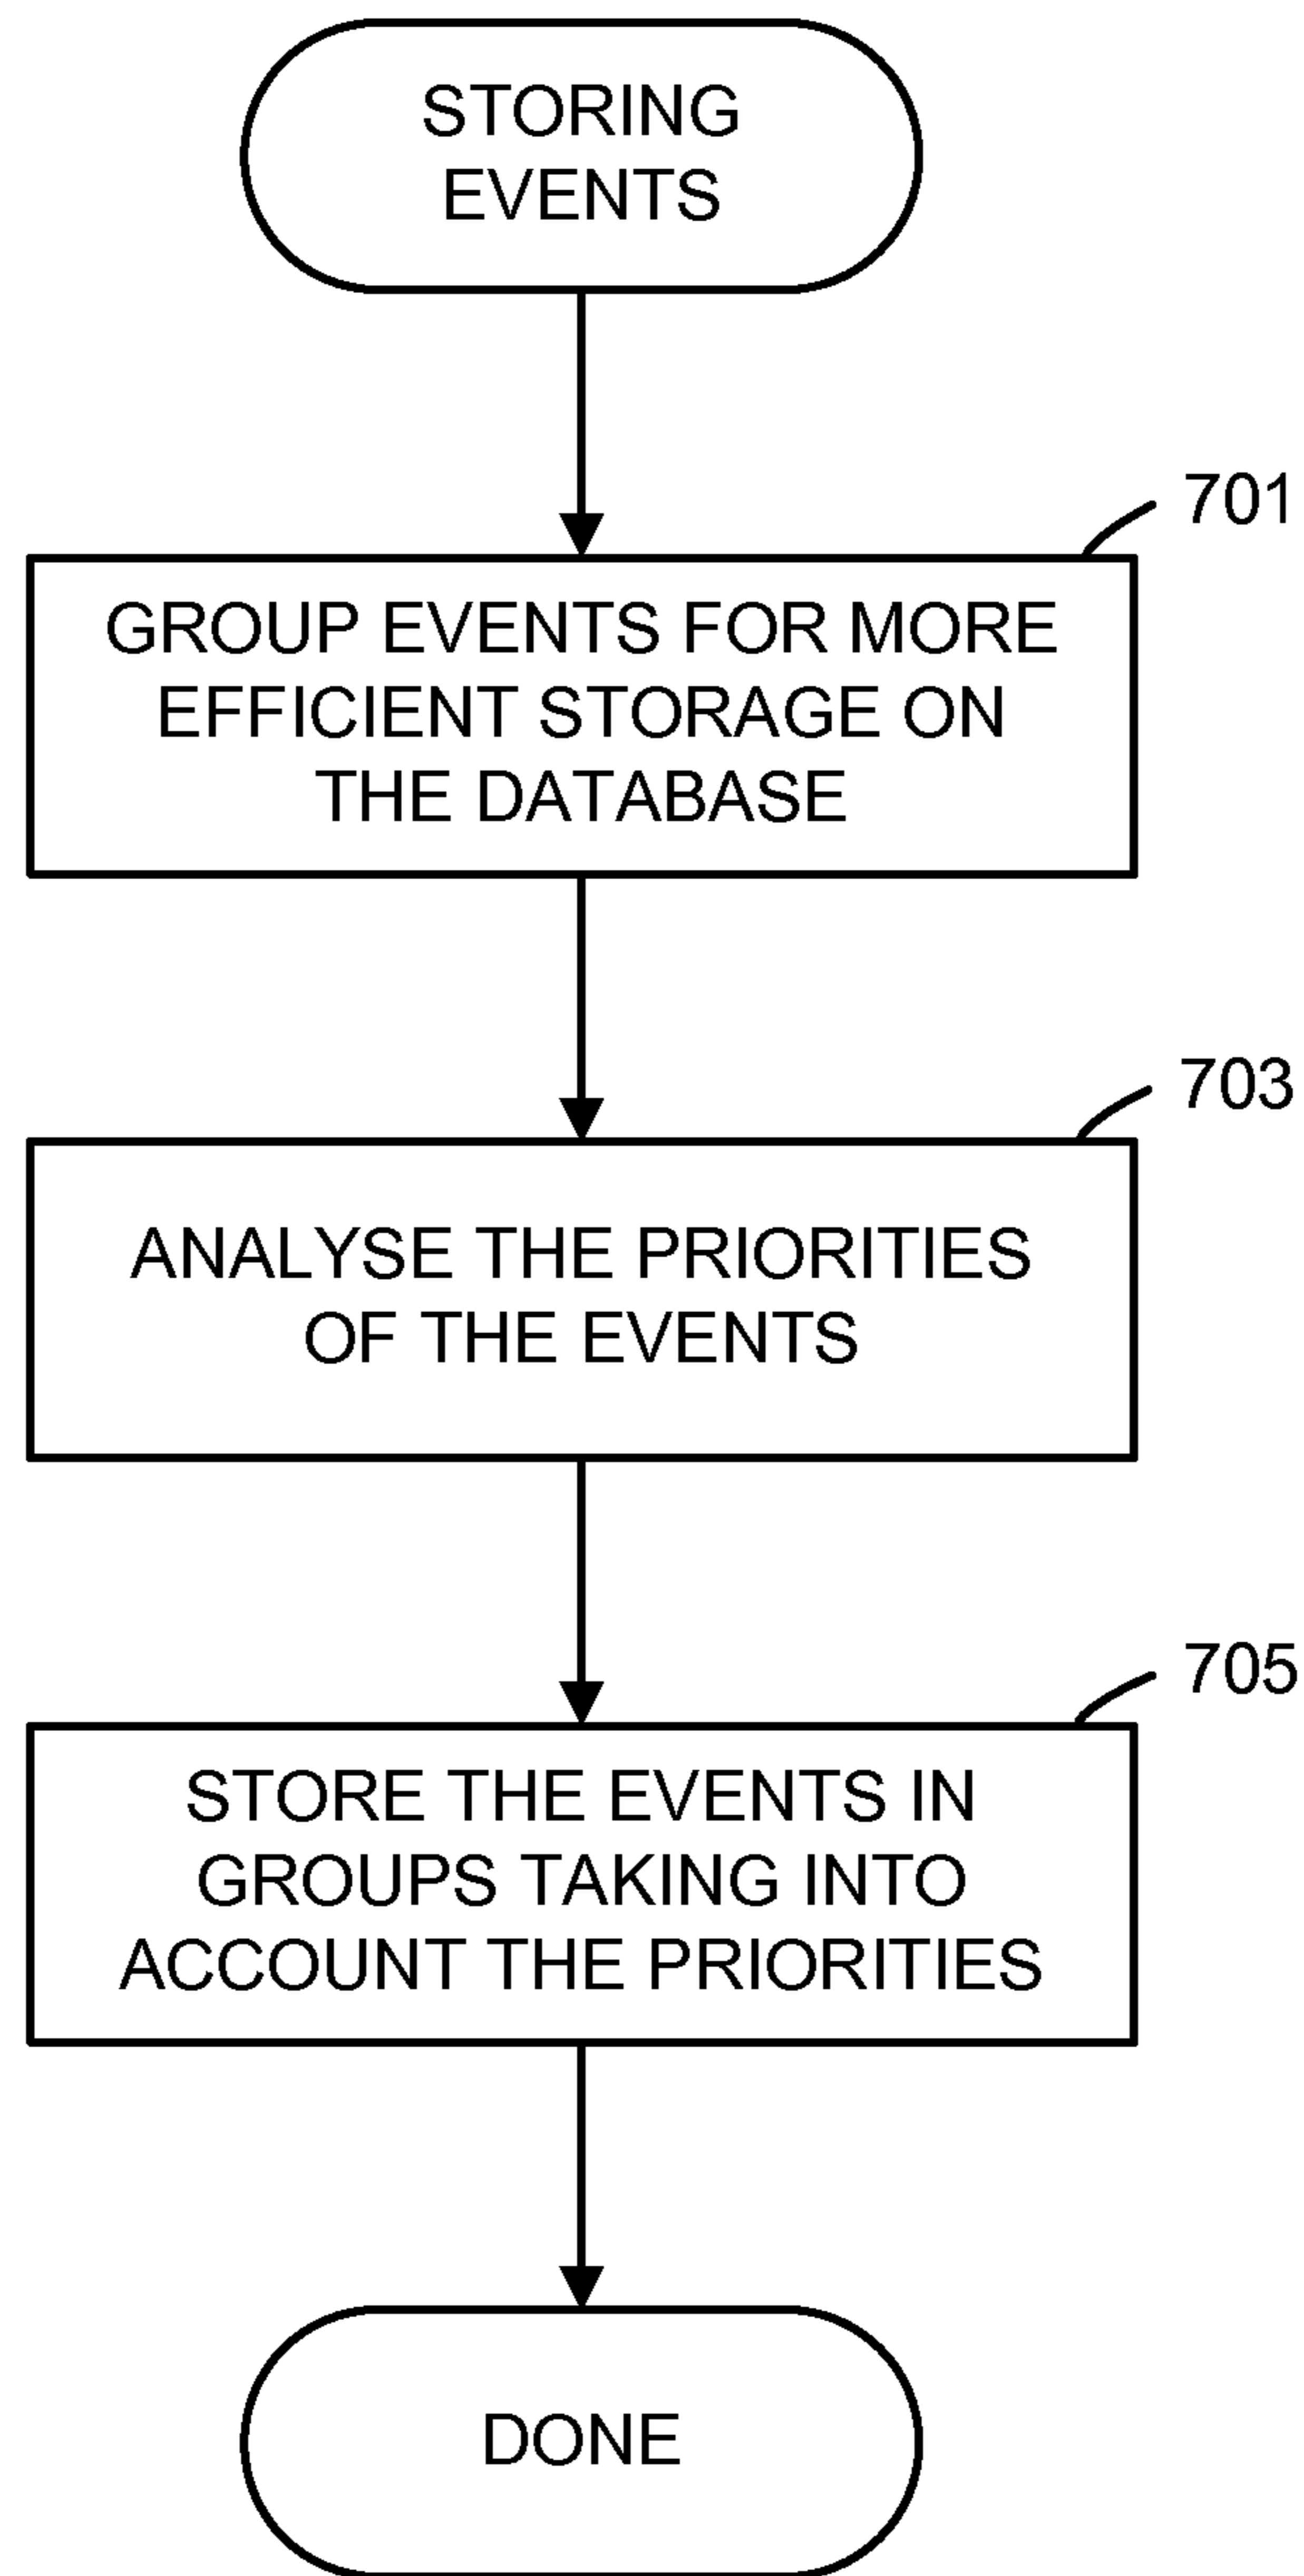 STORING
EVENTS
701
GROUP EVENTS FOR MORE
EFFICIENT STORAGE ON
THE DATABASE
703
ANALYSE THE PRIORITIES
OF THE EVENTS
705
STORE THE EVENTS IN
GROUPS TAKING INTO
ACCOUNT THE PRIORITIES
DONE